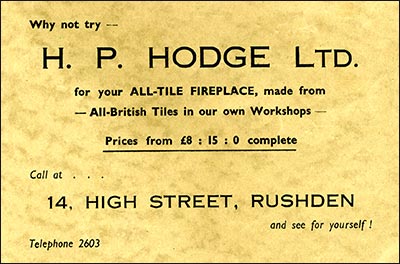 Why not try —
H. P. HODGE LTD.
for your ALL-TILE FIREPLACE, made from
— All-British Tiles in our own Workshops —
Prices from £8 : 15 : 0 complete
Call at . . .
14, HIGH STREET, RUSHDEN
and see for yourself !
Telephone 2603